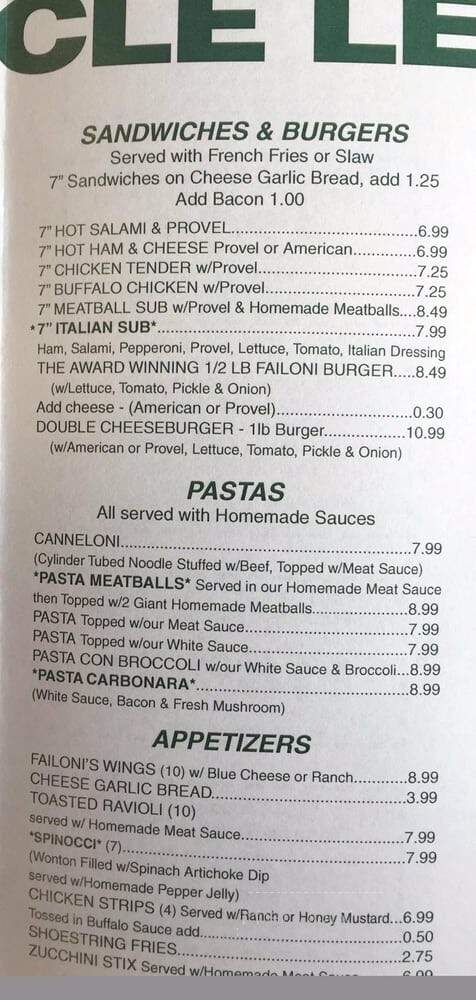 CLE LE
SANDWICHES & BURGERS
Served with French Fries or Slaw
7" Sandwiches on Cheese Garlic Bread, add 1.25
Add Bacon 1.00
7" HOT SALAMI & PROVEL..............................6.99
7" HOT HAM & CHEESE Provel or American..........6.99
7" CHICKEN TENDER w/Provel.........................7.25
7" BUFFALO CHICKEN w/Provel.......................7.25
7" MEATBALL SUB w/Provel & Homemade Meatballs....8.49
*7" ITALIAN SUB*........................................7.99
Ham, Salami, Pepperoni, Provel, Lettuce, Tomato, Italian Dressing
THE AWARD WINNING 1/2 LB FAILONI BURGER.....8.49
(w/Lettuce, Tomato, Pickle & Onion)
Add cheese - (American or Provel).....................0.30
DOUBLE CHEESEBURGER - 1lb Burger................10.99
(w/American or Provel, Lettuce, Tomato, Pickle & Onion)
PASTAS
All served with Homemade Sauces
CANNELONI.............................................7.99
(Cylinder Tubed Noodle Stuffed w/Beef, Topped w/Meat Sauce)
*PASTA MEATBALLS* Served in our Homemade Meat Sauce
then Topped w/2 Giant Homemade Meatballs...............8.99
PASTA Topped w/our Meat Sauce.........................7.99
PASTA Topped w/our White Sauce........................7.99
PASTA CON BROCCOLI w/our White Sauce & Broccoli...8.99
*PASTA CARBONARA*..................................8.99
(White Sauce, Bacon & Fresh Mushroom)
APPETIZERS
FAILONI'S WINGS (10) w/ Blue Cheese or Ranch..........8.99
CHEESE GARLIC BREAD................................3.99
TOASTED RAVIOLI (10)
served w/ Homemade Meat Sauce.........................7.99
*SPINOCCI* (7)...........................................7.99
(Wonton Filled w/Spinach Artichoke Dip
served w/Homemade Pepper Jelly)
CHICKEN STRIPS (4) Served w/Ranch or Honey Mustard...6.99
Tossed in Buffalo Sauce add...............................0.50
SHOESTRING FRIES.....................................2.75
ZUCCHINI STIX Served w/Homemade Meat Sauce 6.99